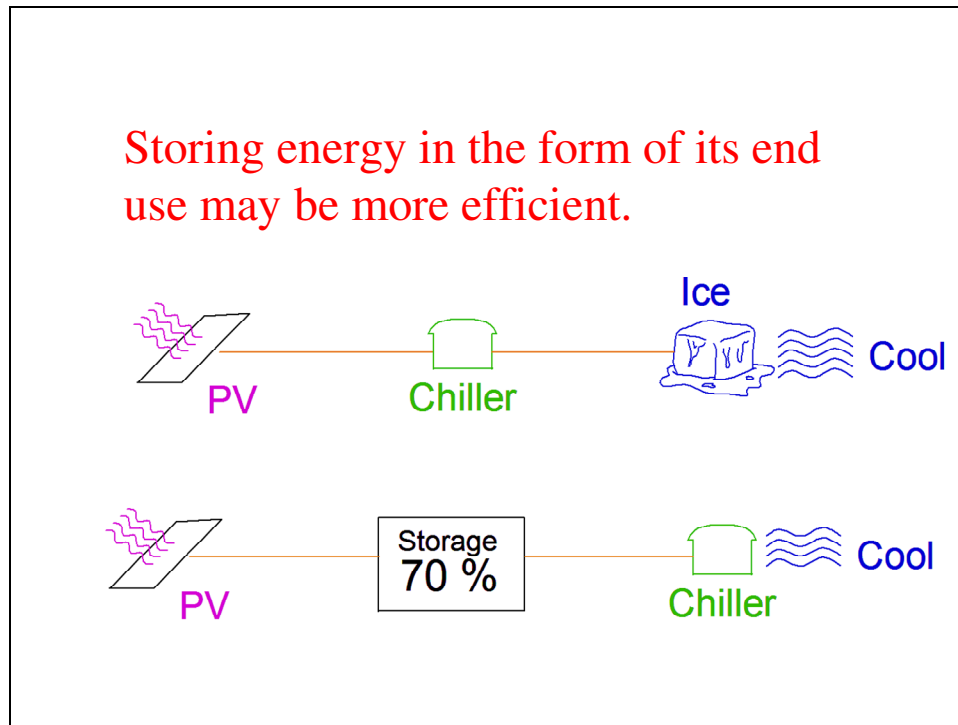 Storing energy in the form of its end
use may be more efficient.
Ice
Cool
PV
Chiller
Storage
70 %
Cool
PV
Chiller